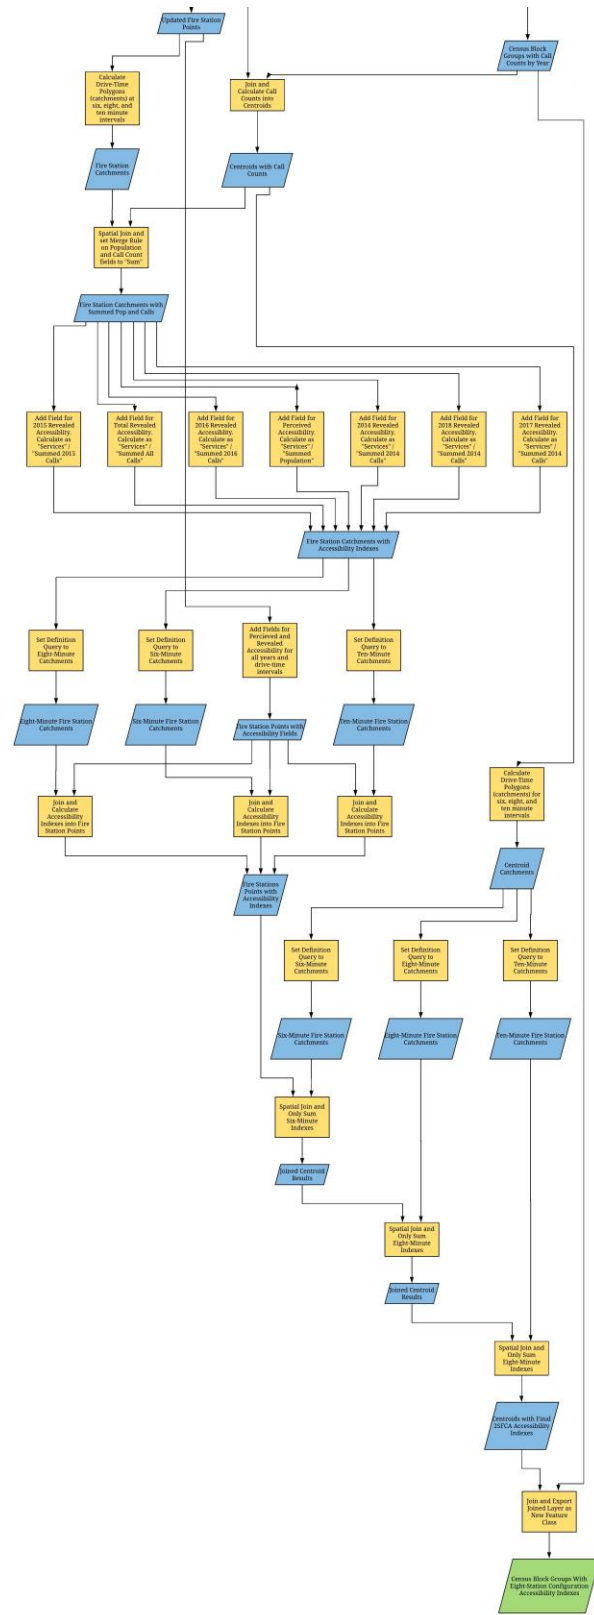 Updated Fire Station
Points
Census Block
Groups with Call
Counts by Year
Calculate
Drive-Time
Polygons
(catchments) at
six, eight, and
ten minute
intervals
Join and
Calculate Call
Counts into
Centroids
Fire Station
Catchments
Centroids with Call
Counts
Spatial Join and
set Merge Rule
on Population
and Call Count
fields to "Sum"
Fire Station Catchments with
Summed Pop and Calls
Add Field for
2015 Revealed
Accessiblity.
Calculate as
"Services" /
"Summed 2015
Calls"
Add Field for
Total Revealed
Accessiblity.
Calculate as
"Services" /
"Summed All
Calls"
Add Field for
2016 Revealed
Accessiblity.
Calculate as
"Services" /
"Summed 2016
Calls"
Add Field for
Perceived
Accessiblity.
Calculate as
"Services" /
"Summed
Population"
Add Field for
2014 Revealed
Accessiblity.
Calculate as
"Services" /
"Summed 2014
Calls"
Add Field for
2018 Revealed
Accessiblity.
Calculate as
"Services" /
"Summed 2014
Calls"
Add Field for
2017 Revealed
Accessiblity.
Calculate as
"Services" /
"Summed 2014
Calls"
Fire Station Catchments with
Accessibility Indexes
Set Definition
Query to
Eight-Minute
Catchments
Set Definition
Query to
Six-Minute
Catchments
Add Fields for
Percieved and
Revealed
Accessibility for
all years and
drive-time
intervals
Set Definition
Query to
Ten-Minute
Catchments
Eight-Minute Fire Station
Catchments
Six-Minute Fire Station
Catchments
Fire Station Points with
Accessibility Fields
Ten-Minute Fire Station
Catchments
Calculate
Drive-Time
Polygons
(catchments) for
six, eight, and
ten minute
intervals
Join and
Calculate
Accessibility
Indexes into Fire
Station Points
Join and
Calculate
Accessibility
Indexes into Fire
Station Points
Join and
Calculate
Accessibility
Indexes into Fire
Station Points
Centroid
Catchments
Fire Stations
Points with
Accessibility
Indexes
Set Definition
Query to
Six-Minute
Catchments
Set Definition
Query to
Eight-Minute
Catchments
Set Definition
Query to
Ten-Minute
Catchments
Six-Minute Fire Station
Catchments
Eight-Minute Fire Station
Catchments
Ten-Minute Fire Station
Catchments
Spatial Join and
Only Sum
Six-Minute
Indexes
Joined Centroid
Results
Spatial Join and
Only Sum
Eight-Minute
Indexes
Joined Centroid
Results
Spatial Join and
Only Sum
Eight-Minute
Indexes
Centroids with Final
2SFCA Accessibility
Indexes
Join and Export
Joined Layer as
New Feature
Class
Census Block Groups With
Eight-Station Configuration
Accessibility Indexes